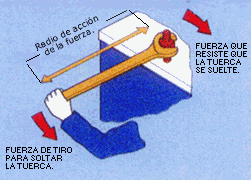 Radio de acción
de la fuerza.
FUERZA QUE
RESISTE QUE
LA TUERCA
SE SUELTE.
FUERZA DE TIRO
PARA SOLTAR
LA TUERCA.